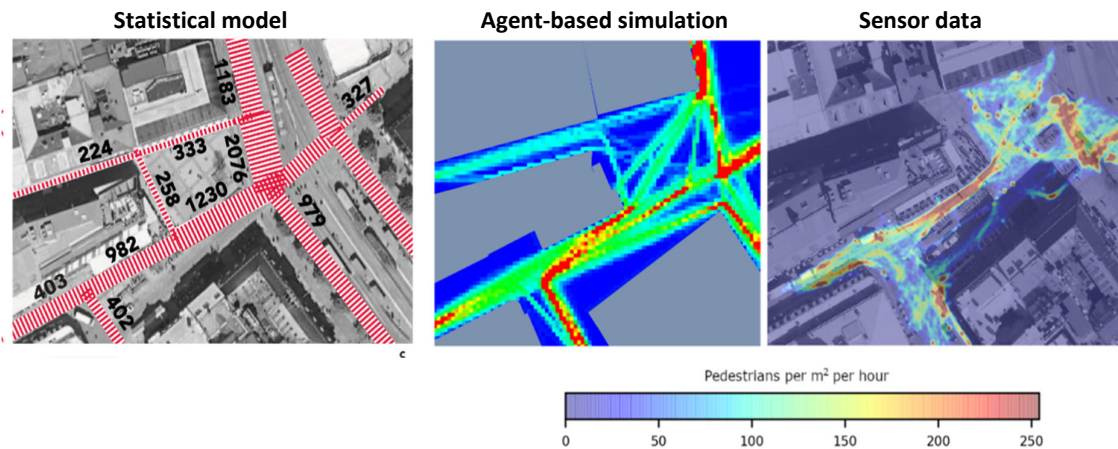 Statistical model
Agent-based simulation
Sensor data
1183
327
224
333
2076
258
1230
979
982
403
402
c
Pedestrians per m² per hour
0 50 100 150 200 250